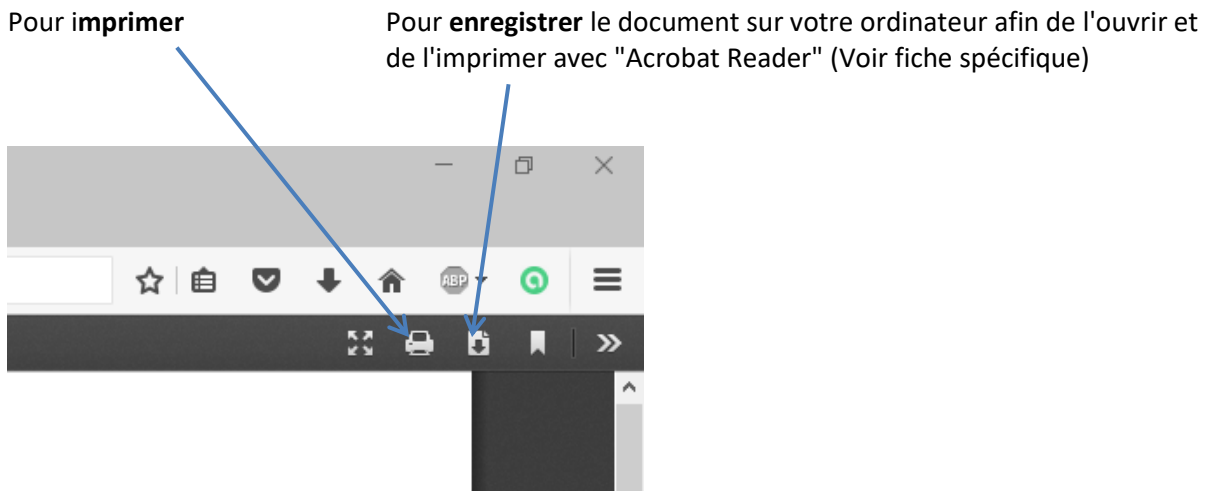 Pour imprimer
Pour enregistrer le document sur votre ordinateur afin de l'ouvrir et
de l'imprimer avec "Acrobat Reader" (Voir fiche spécifique)
ABP